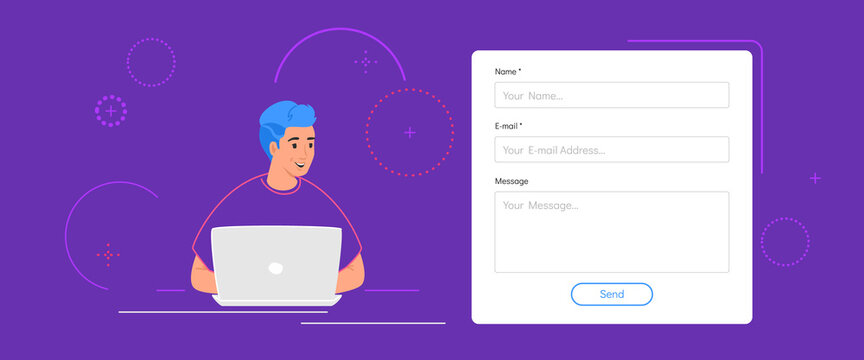 Name *
Your Name...
E-mail *
Your E-mail Address...
Message
Your Message...
Send